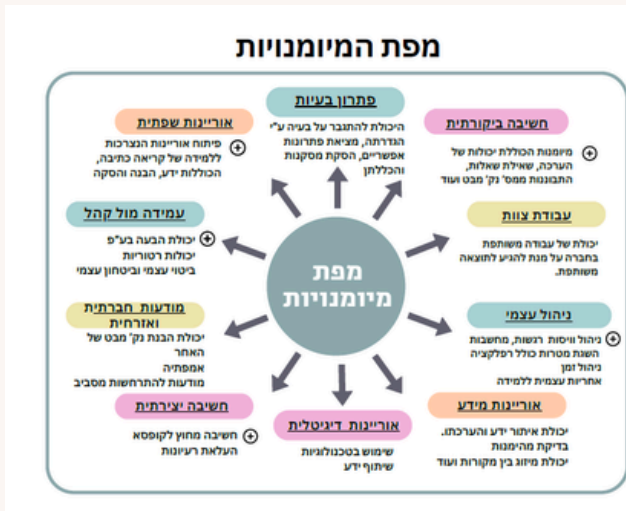 מפת המיומנויות
פתרון בעיות
היכולת להתגבר על בעיה ע"י
הגדרתה, מציאת פתרונות
אפשריים, הסקת מסקנות
והכללתן
חשיבה ביקורתית
מיומנות הכוללת יכולות של
הערכה, שאילת שאלות,
התבוננות ממס' נק' מבט ועוד
עבודת צוות
יכולת של עבודה משותפת
בחברה על מנת להגיע לתוצאה
משותפת.
ניהול עצמי
ניהול וויסות רגשות, מחשבות
השגת מטרות כולל רפלקציה
ניהול זמן
אחריות עצמית ללמידה
אוריינות מידע
יכולת איתור ידע והערכתו.
בדיקת מהימנות
יכולת מיזוג בין מקורות ועוד
אוריינות דיגיטלית
שימוש בטכנולוגיות
שיתוף ידע
חשיבה יצירתית
חשיבה מחוץ לקופסא
העלאת רעיונות
מודעות חברתית
ואזרחית
יכולת הבנת נק' מבט של
האחר
אמפתיה
מודעות להתרחשות מסביב
עמידה מול קהל
יכולת הבעה בע"פ
יכולות רטוריות
ביטוי עצמי וביטחון עצמי
אוריינות שפתית
פיתוח אוריינות הנצרכות
ללמידה של קריאה כתיבה,
הכוללות ידע, הבנה והסקה
מפת
מיומנויות